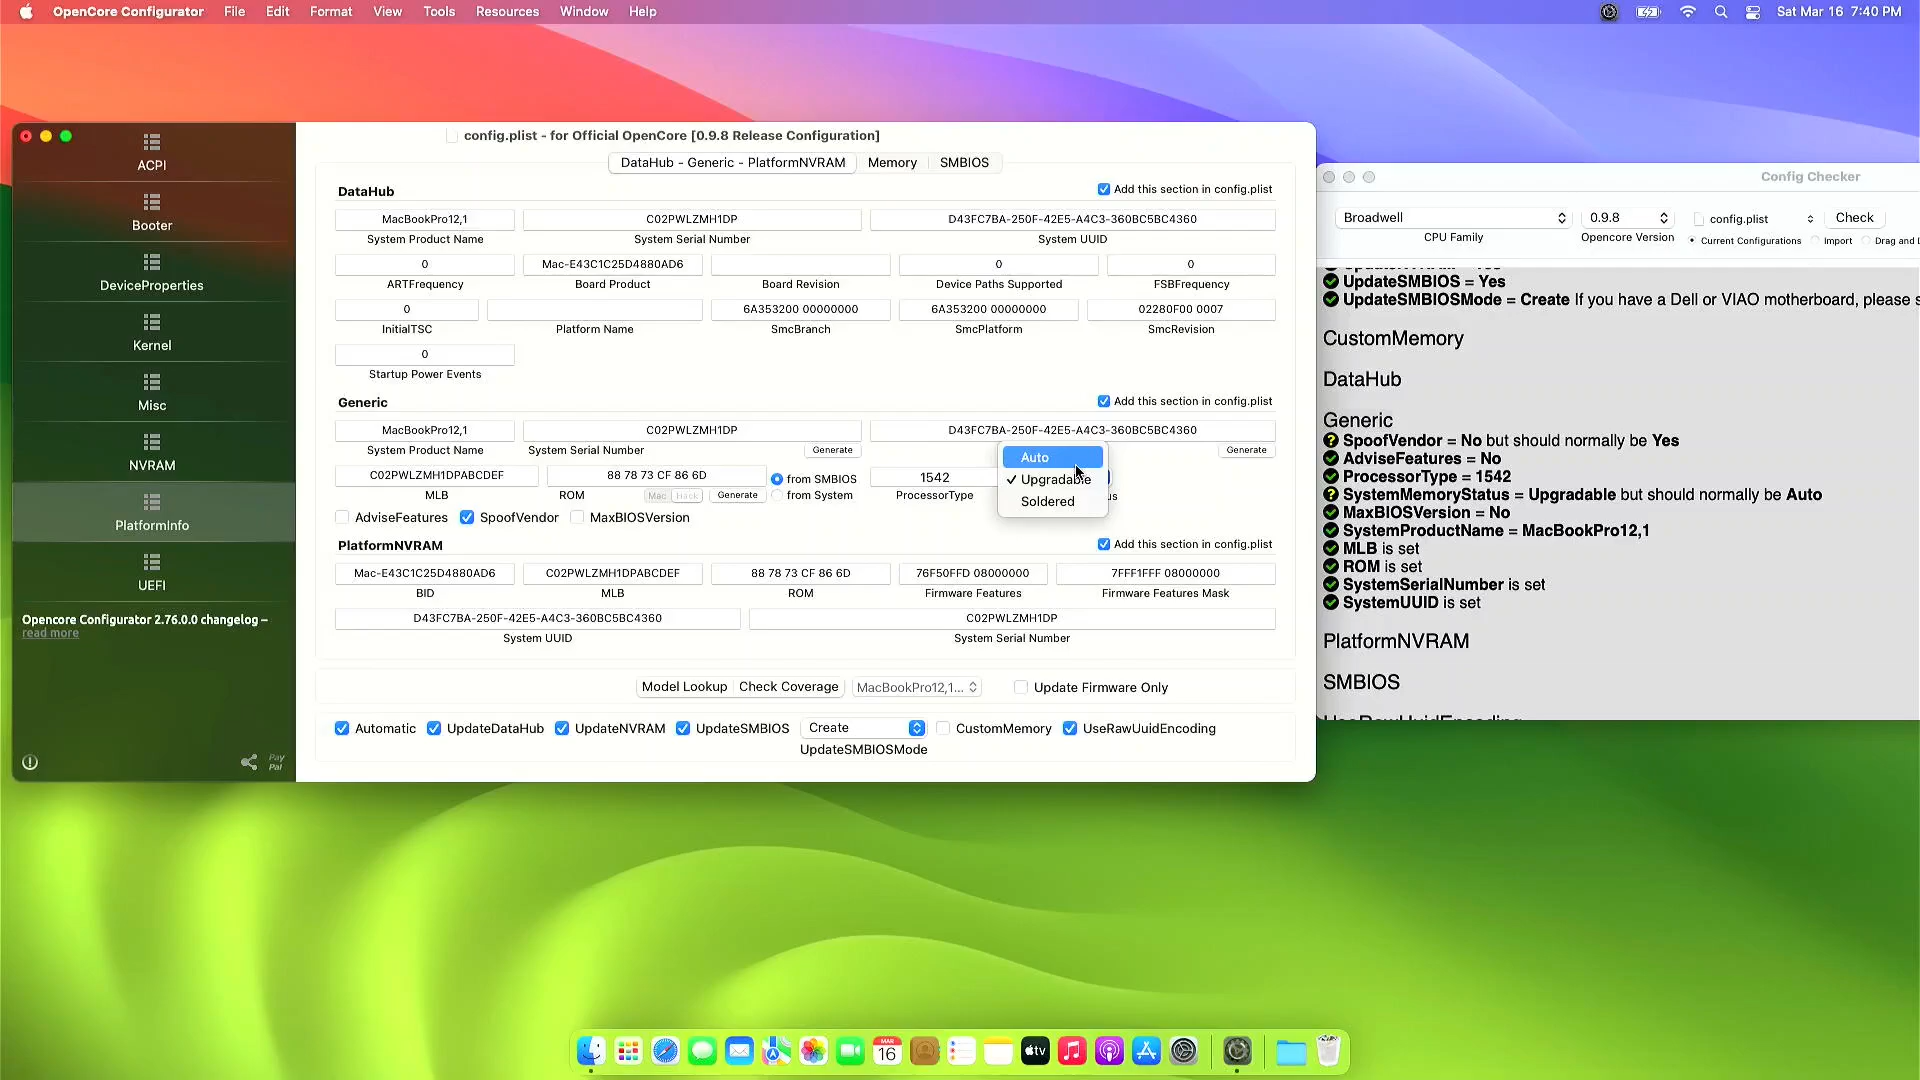 OpenCore Configurator File Edit Format View Tools Resources Window Help Sat Mar 16 7:40 PM
config.plist - for Official OpenCore [0.9.8 Release Configuration]
ACPI
Booter
DeviceProperties
Kernel
Misc
NVRAM
PlatformInfo
UEFI
Opencore Configurator 2.76.0.0 changelog –
read more
Pay
Pal
DataHub - Generic - PlatformNVRAM Memory SMBIOS
DataHub Add this section in config.plist
MacBookPro12,1 C02PWLZMH1DP D43FC7BA-250F-42E5-A4C3-360BC5BC4360
System Product Name System Serial Number System UUID
0 Mac-E43C1C25D4880AD6 0 0
ARTFrequency Board Product Board Revision Device Paths Supported FSBFrequency
0 6A353200 00000000 6A353200 00000000 02280F00 0007
InitialTSC Platform Name SmcBranch SmcPlatform SmcRevision
0
Startup Power Events
Generic Add this section in config.plist
MacBookPro12,1 C02PWLZMH1DP D43FC7BA-250F-42E5-A4C3-360BC5BC4360
System Product Name System Serial Number Generate Generate
Auto
Upgradable
Soldered
C02PWLZMH1DPABCDEF 88 78 73 CF 86 6D from SMBIOS 1542
MLB ROM Mac Hack Generate from System ProcessorType us
AdviseFeatures SpoofVendor MaxBIOSVersion
PlatformNVRAM Add this section in config.plist
Mac-E43C1C25D4880AD6 C02PWLZMH1DPABCDEF 88 78 73 CF 86 6D 76F50FFD 08000000 7FFF1FFF 08000000
BID MLB ROM Firmware Features Firmware Features Mask
D43FC7BA-250F-42E5-A4C3-360BC5BC4360 C02PWLZMH1DP
System UUID System Serial Number
Model Lookup Check Coverage MacBookPro12,1... Update Firmware Only
Automatic UpdateDataHub UpdateNVRAM UpdateSMBIOS Create CustomMemory UseRawUuidEncoding
UpdateSMBIOSMode
Config Checker
Broadwell 0.9.8 config.plist Check
CPU Family Opencore Version Current Configurations Import Drag and
UpdateSMBIOS = Yes
UpdateSMBIOSMode = Create If you have a Dell or VIAO motherboard, please s
CustomMemory
DataHub
Generic
SpoofVendor = No but should normally be Yes
AdviseFeatures = No
ProcessorType = 1542
SystemMemoryStatus = Upgradable but should normally be Auto
MaxBIOSVersion = No
SystemProductName = MacBookPro12,1
MLB is set
ROM is set
SystemSerialNumber is set
SystemUUID is set
PlatformNVRAM
SMBIOS
UseRawUuidEncoding
MAR
16
tv